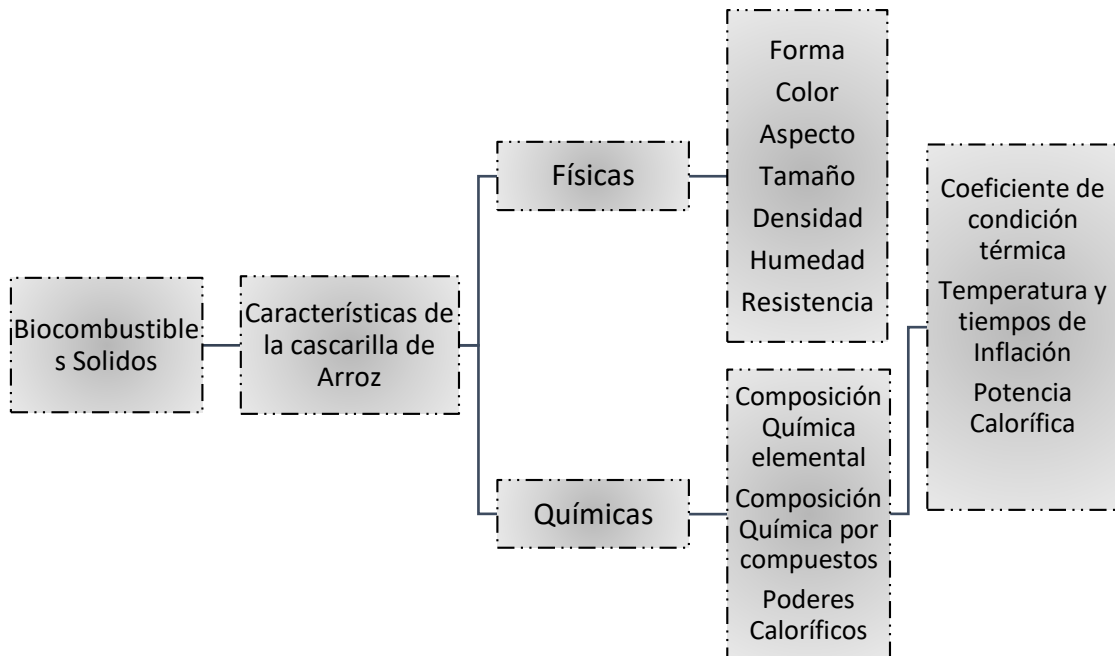 Biocombustible
s Solidos
Características de
la cascarilla de
Arroz
Físicas
Forma
Color
Aspecto
Tamaño
Densidad
Humedad
Resistencia
Químicas
Composición
Química
elemental
Composición
Química por
compuestos
Poderes
Caloríficos
Coeficiente de
condición
térmica
Temperatura y
tiempos de
Inflación
Potencia
Calorífica